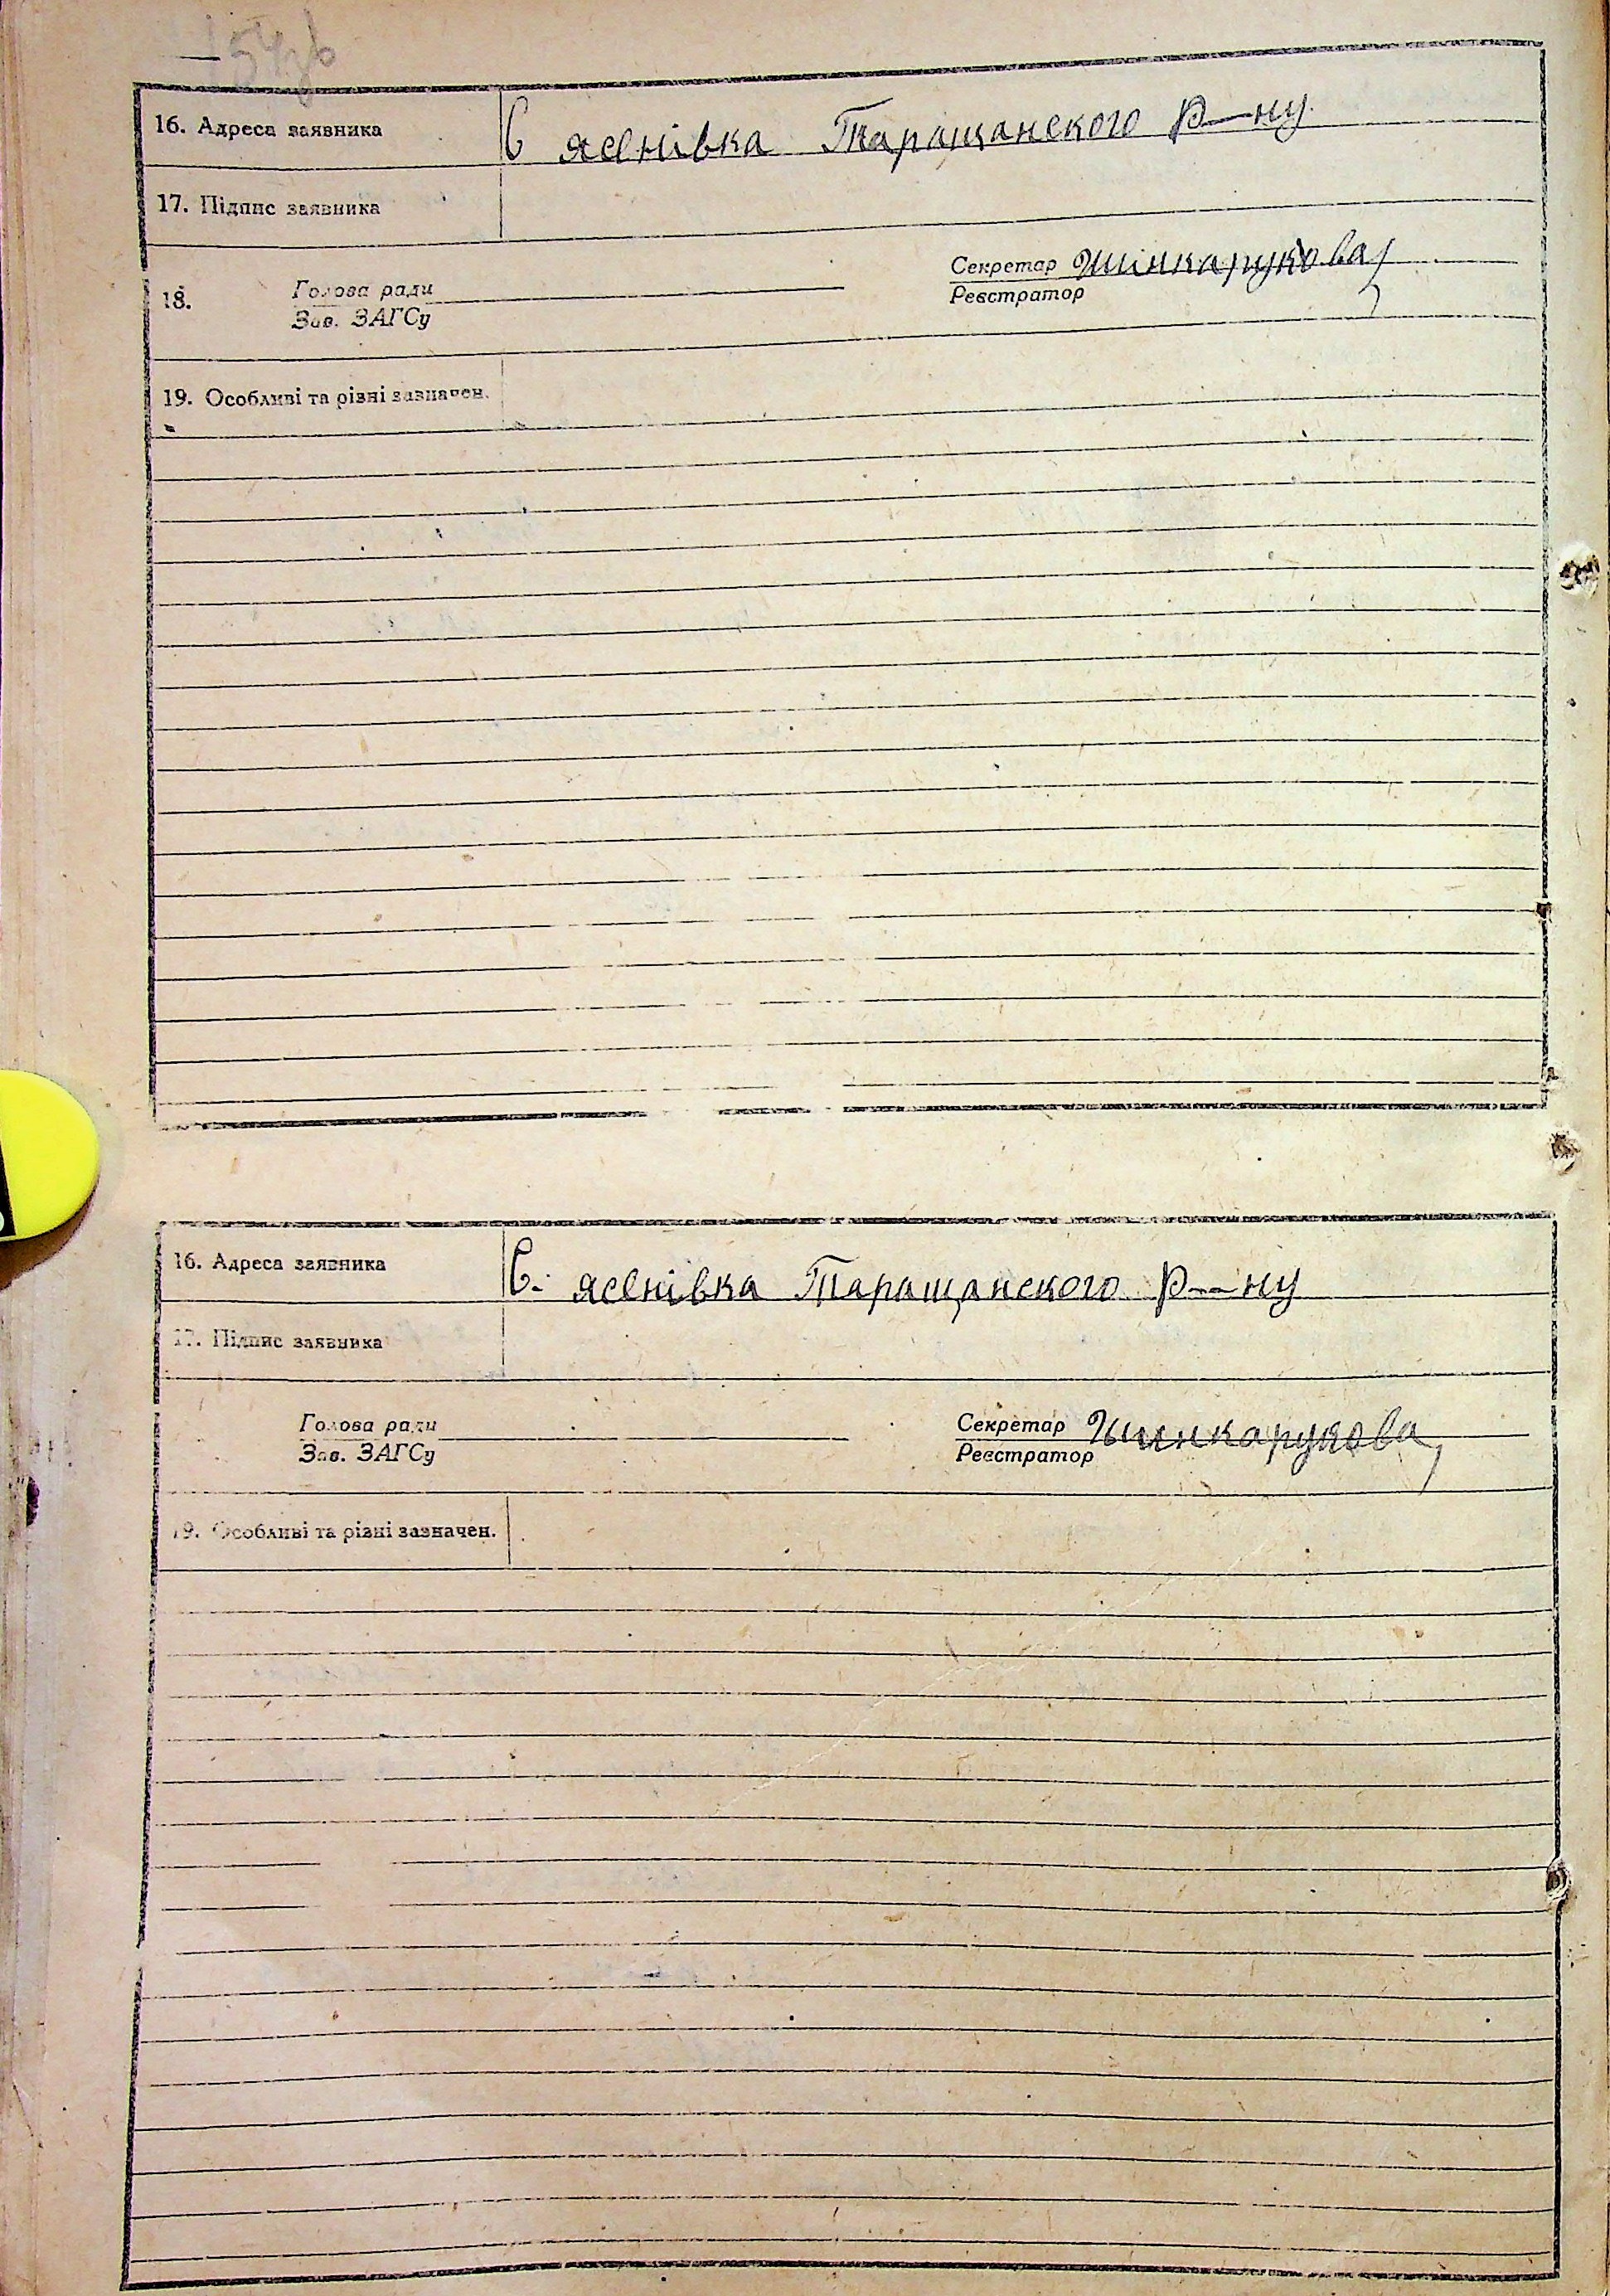 154зв
16. Адреса заявника С ясенівка Таращанского р-ну
17. Підпис заявника
Секретар Шинкарукова
18. Голова ради Реєстратор
Зав. ЗАГСу
19. Особливі та різні зазначен.
16. Адреса заявника С. ясенівка Таращанского р-ну
17. Підпис заявника
Голова ради Секретар Шинкарукова
Зав. ЗАГСу Реєстратор
19. Особливі та різні зазначен.